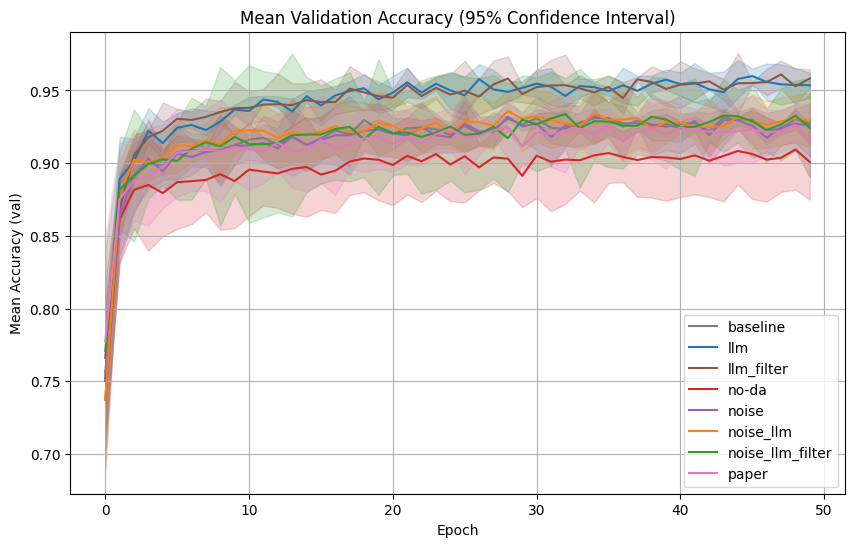 Mean Validation Accuracy (95% Confidence Interval)
Mean Accuracy (val)
0.95
0.90
0.85
0.80
0.75
0.70
0
10
20
30
40
50
Epoch
baseline
llm
llm_filter
no-da
noise
noise_llm
noise_llm_filter
paper